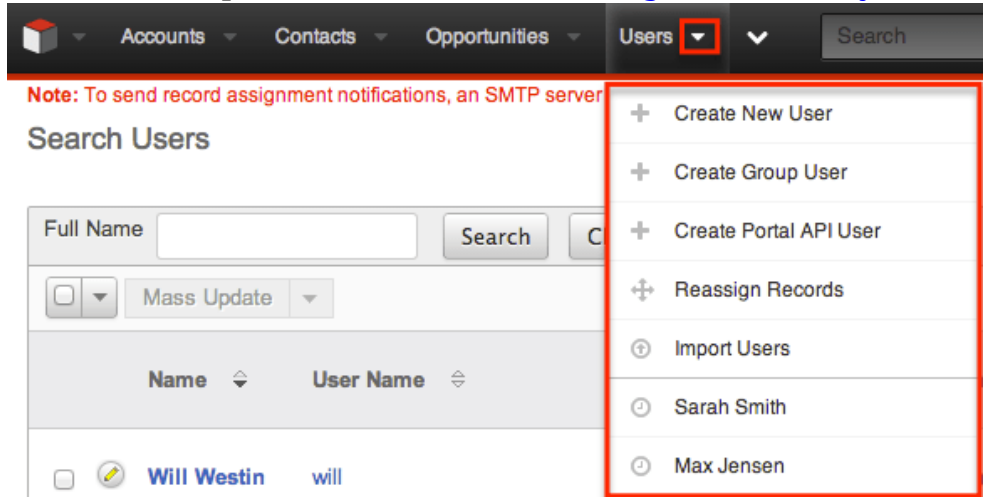 Accounts Contacts Opportunities Users Search
Note: To send record assignment notifications, an SMTP server
Search Users
Create New User
Create Group User
Full Name Search
Create Portal API User
Mass Update
Reassign Records
Import Users
Name User Name
Sarah Smith
Will Westin will
Max Jensen